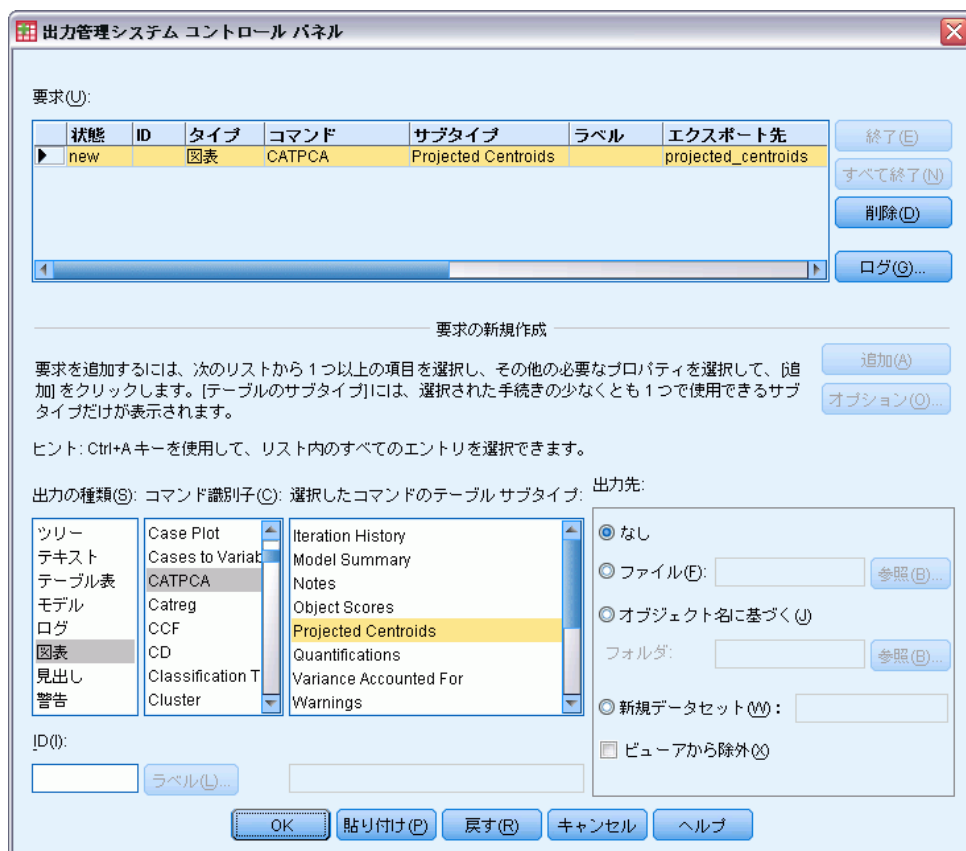 出力管理システム コントロール パネル
要求(U):
状態 ID タイプ コマンド サブタイプ ラベル エクスポート先
new 図表 CATPCA Projected Centroids projected_centroids
終了(E)
すべて終了(N)
削除(D)
ログ(G)...
要求の新規作成
要求を追加するには、次のリストから１つ以上の項目を選択し、その他の必要なプロパティを選択して、[追
加] をクリックします。[テーブルのサブタイプ] には、選択された手続きの少なくとも１つで使用できるサブ
タイプだけが表示されます。
追加(A)
オプション(O)...
ヒント: Ctrl+A キーを使用して、リスト内のすべてのエントリを選択できます。
出力の種類(S): コマンド識別子(C): 選択したコマンドのテーブル サブタイプ:
ツリー
テキスト
テーブル表
モデル
ログ
図表
見出し
警告
Case Plot
Cases to Variab
CATPCA
Catreg
CCF
CD
Classification T
Cluster
Iteration History
Model Summary
Notes
Object Scores
Projected Centroids
Quantifications
Variance Accounted For
Warnings
出力先:
なし
ファイル(F): 参照(B)...
オブジェクト名に基づく(J)
フォルダ: 参照(B)...
新規データセット(W)：
ビューアから除外(X)
ID(I):
ラベル(L)...
OK 貼り付け(P) 戻す(R) キャンセル ヘルプ